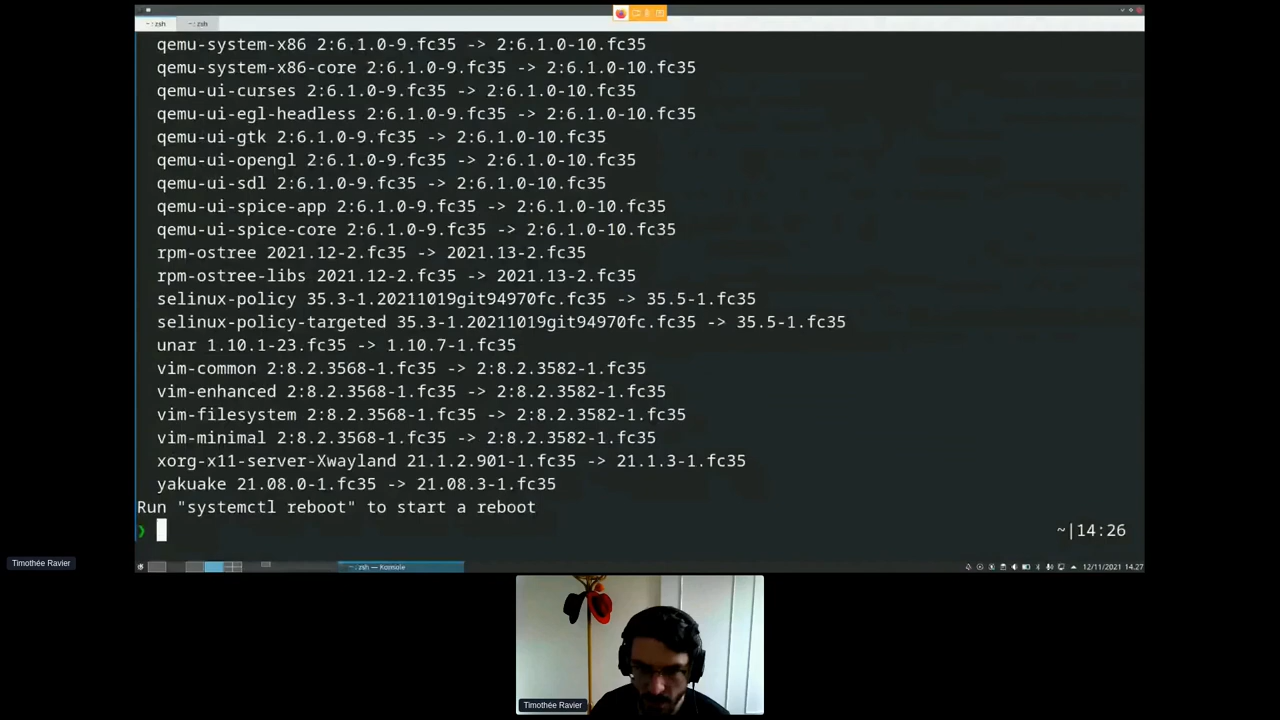 ~ : zsh
~ : zsh
qemu-system-x86 2:6.1.0-9.fc35 -> 2:6.1.0-10.fc35
qemu-system-x86-core 2:6.1.0-9.fc35 -> 2:6.1.0-10.fc35
qemu-ui-curses 2:6.1.0-9.fc35 -> 2:6.1.0-10.fc35
qemu-ui-egl-headless 2:6.1.0-9.fc35 -> 2:6.1.0-10.fc35
qemu-ui-gtk 2:6.1.0-9.fc35 -> 2:6.1.0-10.fc35
qemu-ui-opengl 2:6.1.0-9.fc35 -> 2:6.1.0-10.fc35
qemu-ui-sdl 2:6.1.0-9.fc35 -> 2:6.1.0-10.fc35
qemu-ui-spice-app 2:6.1.0-9.fc35 -> 2:6.1.0-10.fc35
qemu-ui-spice-core 2:6.1.0-9.fc35 -> 2:6.1.0-10.fc35
rpm-ostree 2021.12-2.fc35 -> 2021.13-2.fc35
rpm-ostree-libs 2021.12-2.fc35 -> 2021.13-2.fc35
selinux-policy 35.3-1.20211019git94970fc.fc35 -> 35.5-1.fc35
selinux-policy-targeted 35.3-1.20211019git94970fc.fc35 -> 35.5-1.fc35
unar 1.10.1-23.fc35 -> 1.10.7-1.fc35
vim-common 2:8.2.3568-1.fc35 -> 2:8.2.3582-1.fc35
vim-enhanced 2:8.2.3568-1.fc35 -> 2:8.2.3582-1.fc35
vim-filesystem 2:8.2.3568-1.fc35 -> 2:8.2.3582-1.fc35
vim-minimal 2:8.2.3568-1.fc35 -> 2:8.2.3582-1.fc35
xorg-x11-server-Xwayland 21.1.2.901-1.fc35 -> 21.1.3-1.fc35
yakuake 21.08.0-1.fc35 -> 21.08.3-1.fc35
Run "systemctl reboot" to start a reboot
❯ ~|14:26
Timothée Ravier
~ : zsh — Konsole
12/11/2021 14.27
Timothée Ravier